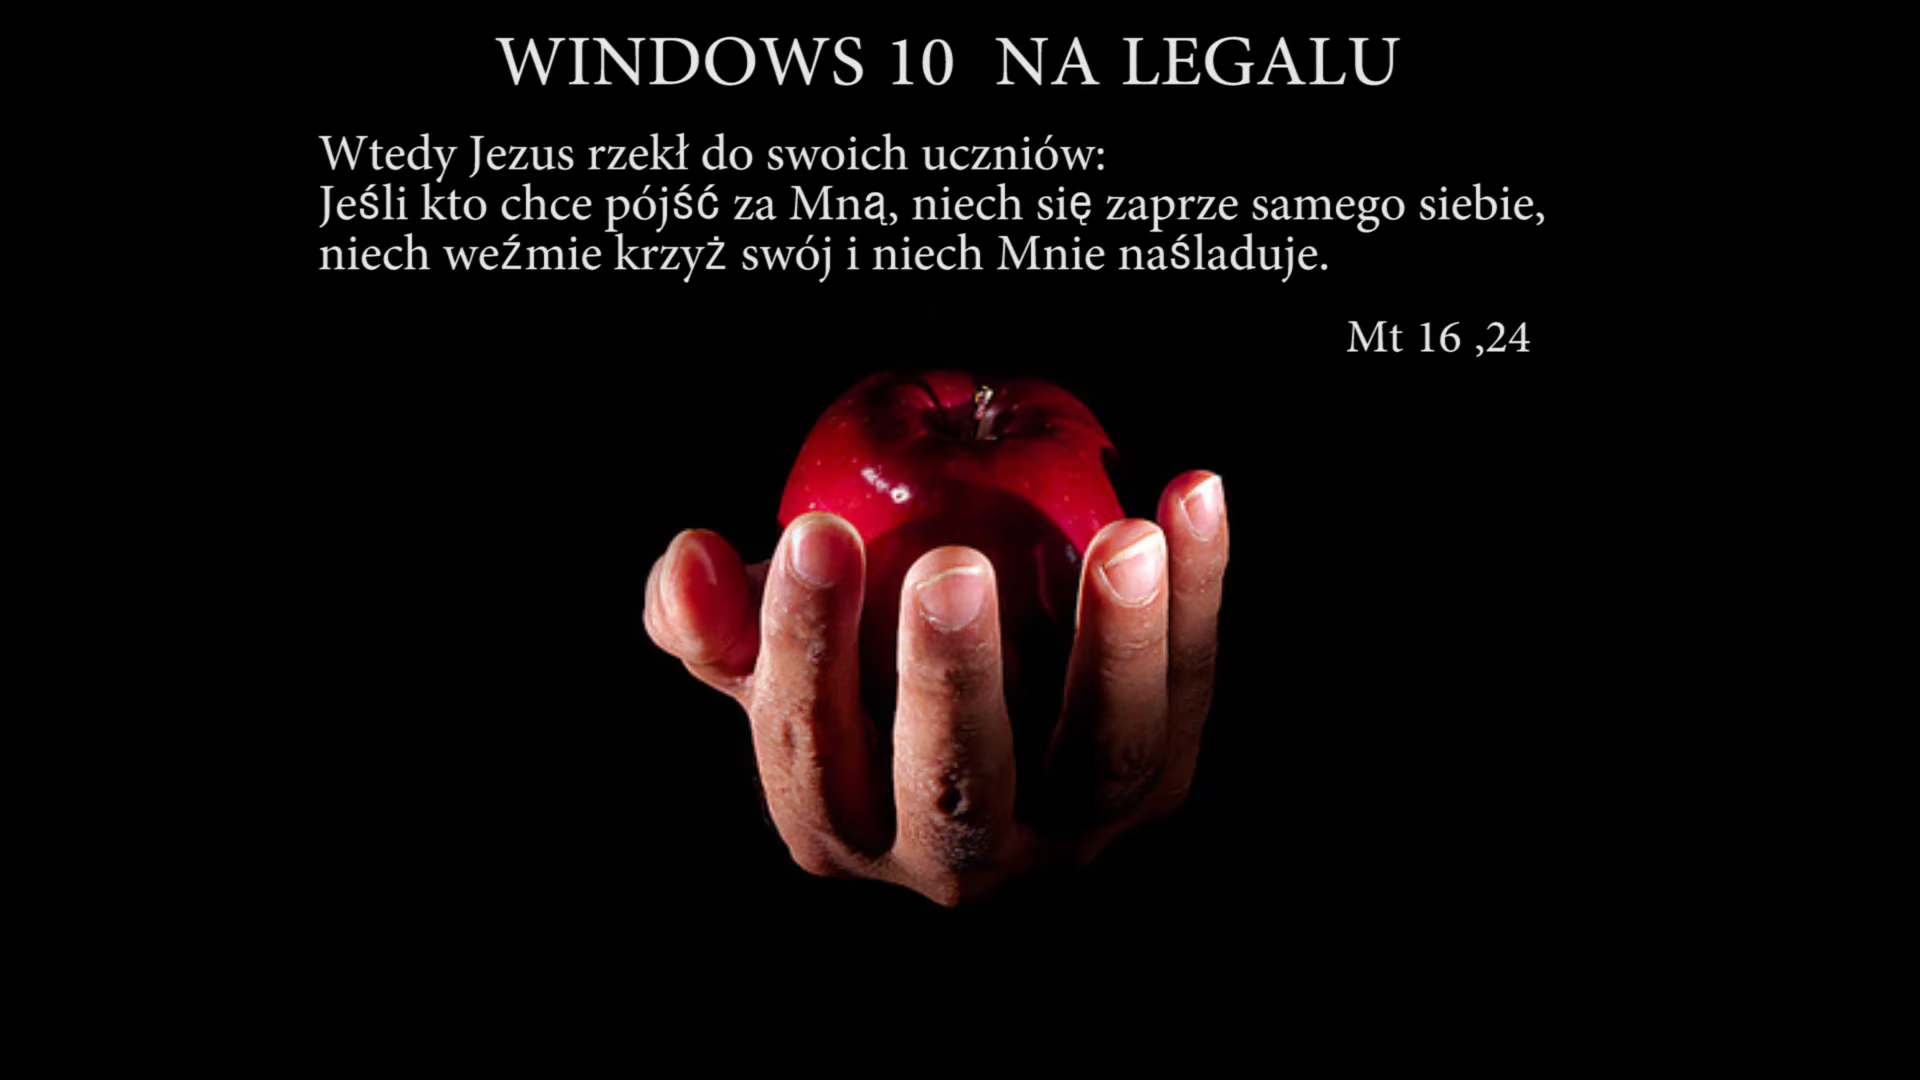 WINDOWS 10 NA LEGALU
Wtedy Jezus rzekł do swoich uczniów:
Jeśli kto chce pójść za Mną, niech się zaprze samego siebie,
niech weźmie krzyż swój i niech Mnie naśladuje.
Mt 16 ,24